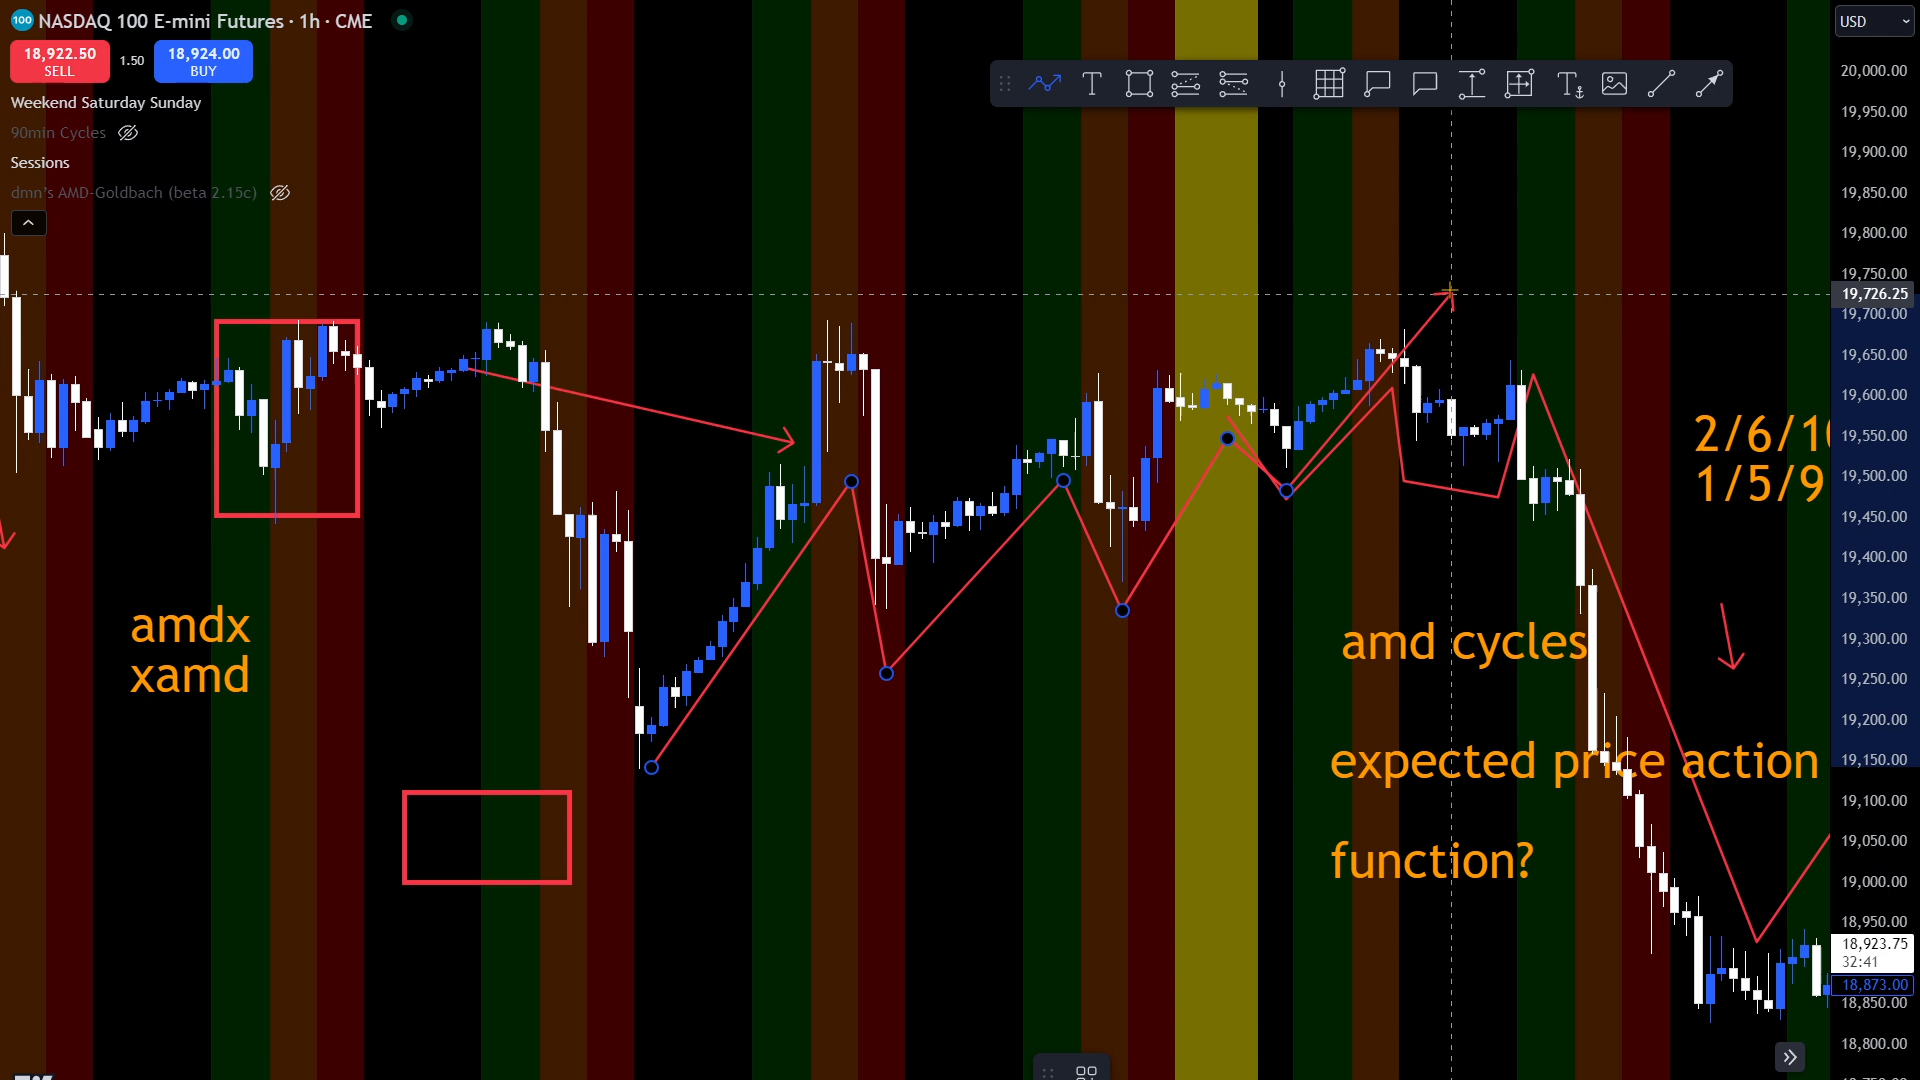 100 NASDAQ 100 E-mini Futures · 1h · CME
18,922.50
SELL
1.50
18,924.00
BUY
Weekend Saturday Sunday
90min Cycles
Sessions
dmn's AMD-Goldbach (beta 2.15c)
USD
20,000.00
19,950.00
19,900.00
19,850.00
19,800.00
19,750.00
19,726.25
19,700.00
19,650.00
19,600.00
19,550.00
19,500.00
19,450.00
19,400.00
19,350.00
19,300.00
19,250.00
19,200.00
19,150.00
19,100.00
19,050.00
19,000.00
18,950.00
18,923.75
32:41
18,873.00
18,850.00
18,800.00
2/6/10
1/5/9
amdx
xamd
amd cycles
expected price action
function?